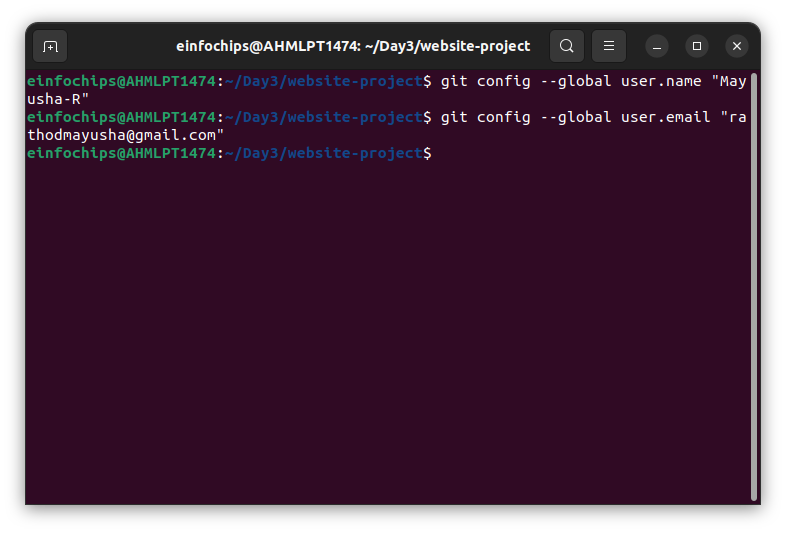 einfochips@AHMLPT1474: ~/Day3/website-project
einfochips@AHMLPT1474:~/Day3/website-project$ git config --global user.name "May
usha-R"
einfochips@AHMLPT1474:~/Day3/website-project$ git config --global user.email "ra
thodmayusha@gmail.com"
einfochips@AHMLPT1474:~/Day3/website-project$